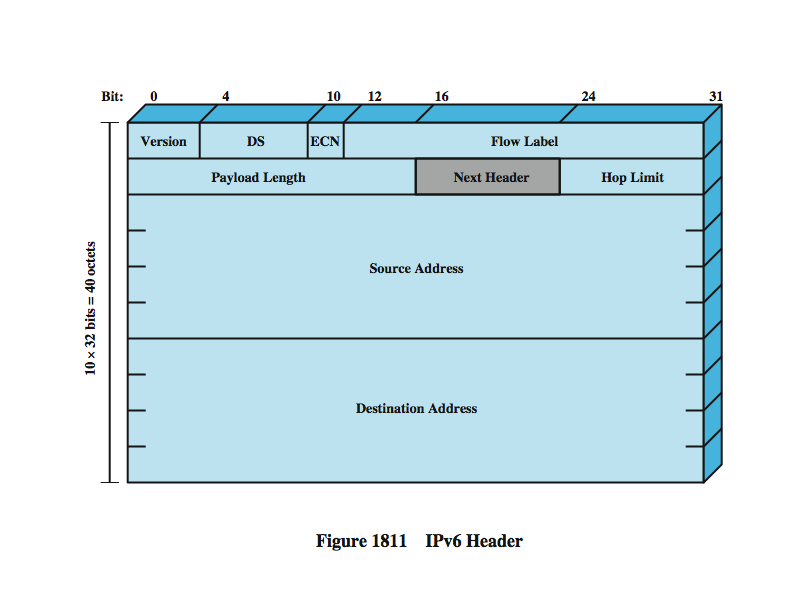 Bit: 0 4 10 12 16 24 31
Version DS ECN Flow Label
Payload Length Next Header Hop Limit
Source Address
10 × 32 bits = 40 octets
Destination Address
Figure 1811 IPv6 Header